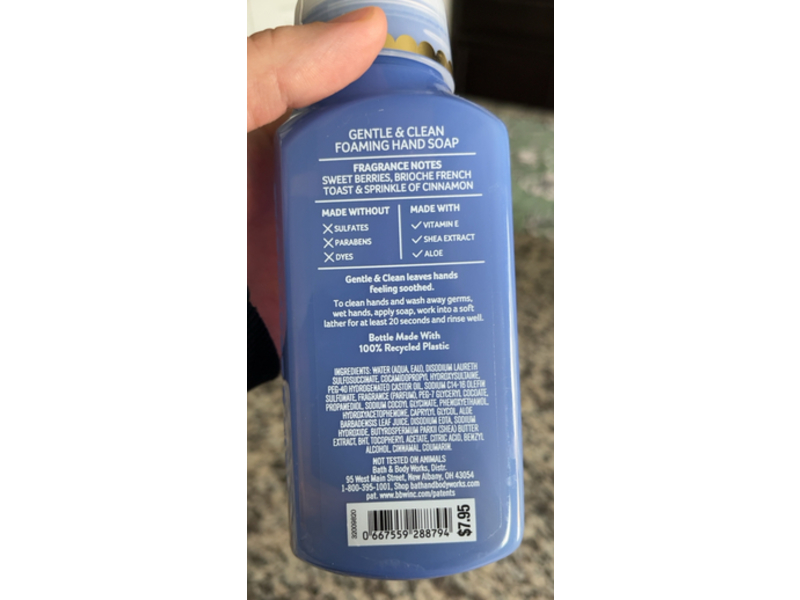 GENTLE & CLEAN
FOAMING HAND SOAP
FRAGRANCE NOTES
SWEET BERRIES, BRIOCHE FRENCH
TOAST & SPRINKLE OF CINNAMON
MADE WITHOUT
SULFATES
PARABENS
DYES
MADE WITH
VITAMIN E
SHEA EXTRACT
ALOE
Gentle & Clean leaves hands
feeling soothed.
To clean hands and wash away germs,
wet hands, apply soap, work into a soft
lather for at least 20 seconds and rinse well.
Bottle Made With
100% Recycled Plastic
INGREDIENTS: WATER (AQUA, EAU), DISODIUM LAURETH
SULFOSUCCINATE, COCAMIDOPROPYL HYDROXYSULTAINE,
PEG-40 HYDROGENATED CASTOR OIL, SODIUM C14-16 OLEFIN
SULFONATE, FRAGRANCE (PARFUM), PEG-7 GLYCERYL COCOATE,
PROPANEDIOL, SODIUM COCOYL GLYCINATE, PHENOXYETHANOL,
HYDROXYACETOPHENONE, CAPRYLYL GLYCOL, ALOE
BARBADENSIS LEAF JUICE, DISODIUM EDTA, SODIUM
HYDROXIDE, BUTYROSPERMUM PARKII (SHEA) BUTTER
EXTRACT, BHT, TOCOPHERYL ACETATE, CITRIC ACID, BENZYL
ALCOHOL, CINNAMAL, COUMARIN.
NOT TESTED ON ANIMALS
Bath & Body Works, Distr.
95 West Main Street, New Albany, OH 43054
1-800-395-1001, Shop bathandbodyworks.com
pat. www.bbwinc.com/patents
0 667559 288794
$7.95